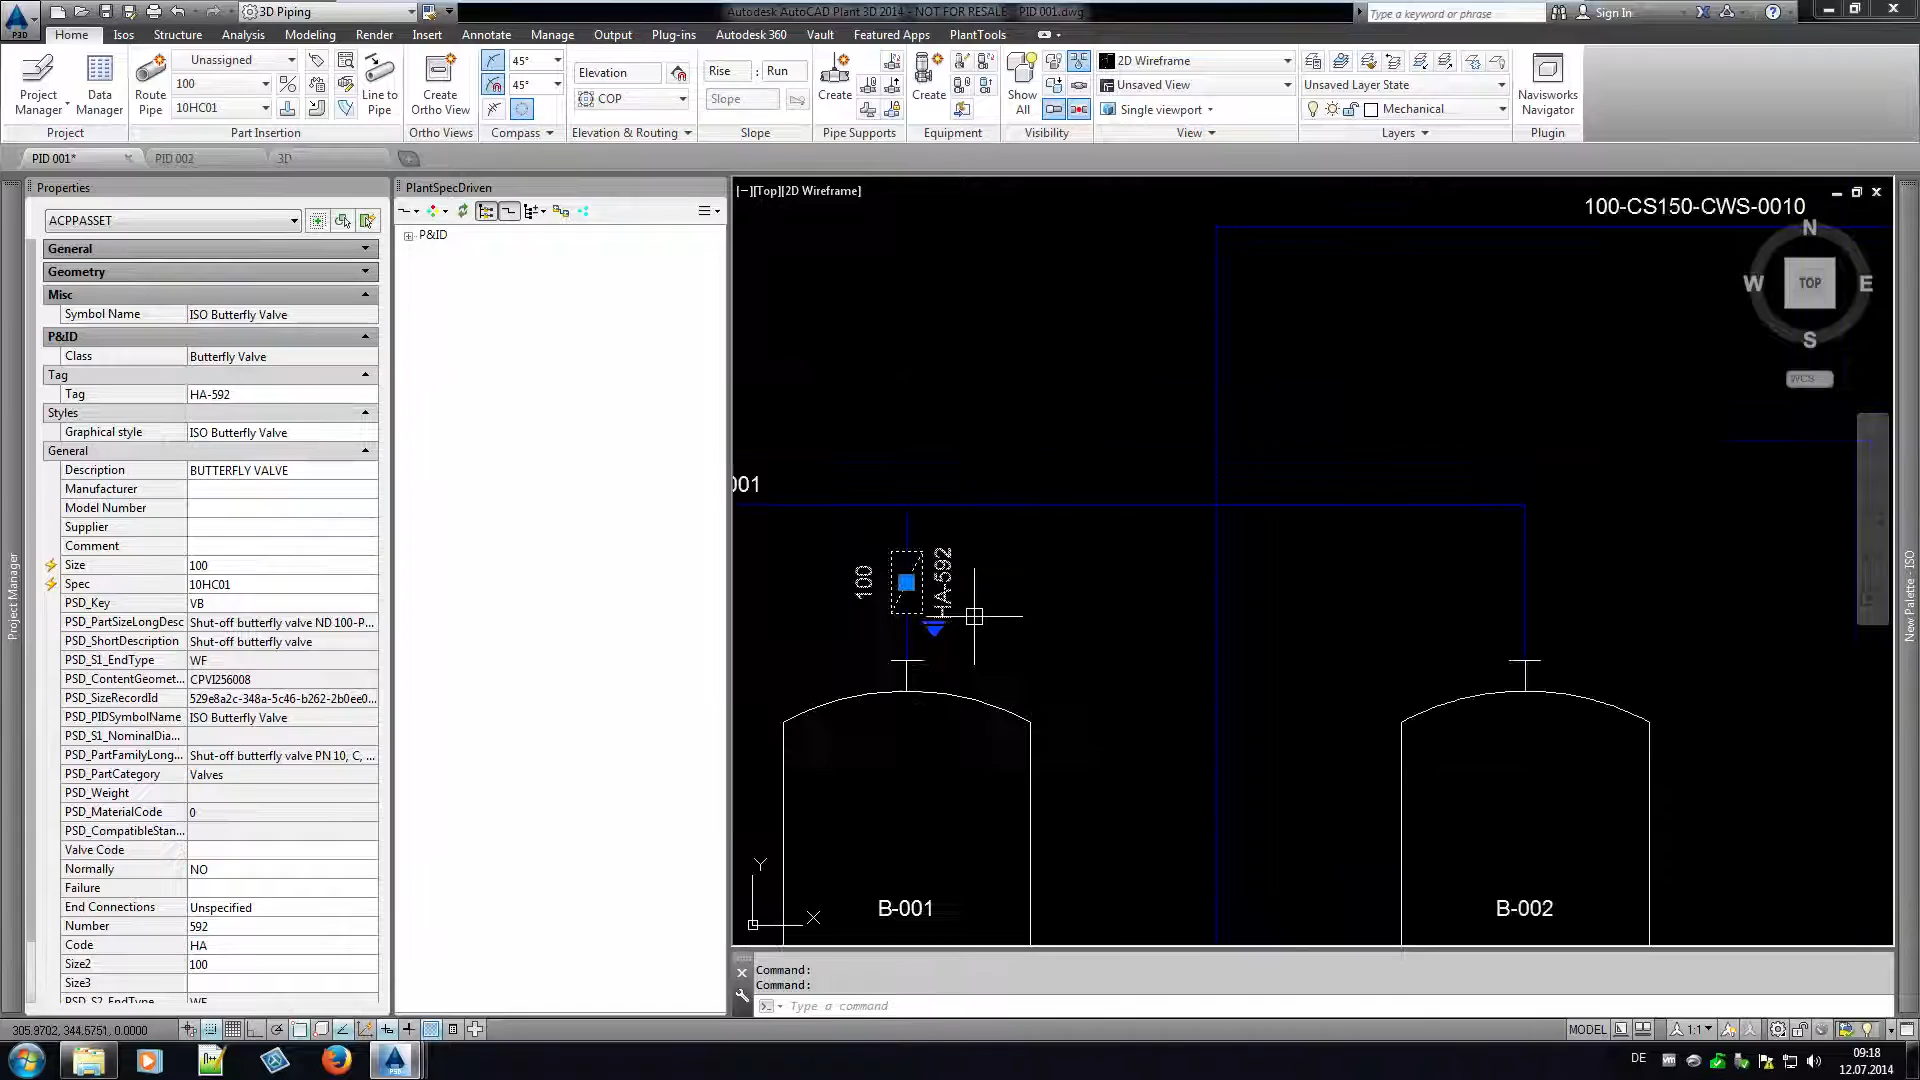 Autodesk AutoCAD Plant 3D 2014 - NOT FOR RESALE   PID 001.dwg
3D Piping
Type a keyword or phrase
Sign In
P3D
Home
Isos
Structure
Analysis
Modeling
Render
Insert
Annotate
Manage
Output
Plug-ins
Autodesk 360
Vault
Featured Apps
PlantTools
Project Manager
Data Manager
Project
Route Pipe
Unassigned
100
10HC01
Line to Pipe
Part Insertion
Create Ortho View
Ortho Views
45°
45°
Compass
Elevation
COP
Elevation & Routing
Rise : Run
Slope
Slope
Create
Pipe Supports
Create
Equipment
Show All
Visibility
2D Wireframe
Unsaved View
Single viewport
View
Unsaved Layer State
Mechanical
Layers
Navisworks Navigator
Plugin
PID 001*
PID 002
3D
Properties
ACPPASSET
General
Geometry
Misc
Symbol Name ISO Butterfly Valve
P&ID
Class Butterfly Valve
Tag
Tag HA-592
Styles
Graphical style ISO Butterfly Valve
General
Description BUTTERFLY VALVE
Manufacturer
Model Number
Supplier
Comment
Size 100
Spec 10HC01
PSD_Key VB
PSD_PartSizeLongDesc Shut-off butterfly valve ND 100-P...
PSD_ShortDescription Shut-off butterfly valve
PSD_S1_EndType WF
PSD_ContentGeomet... CPVI256008
PSD_SizeRecordId 529e8a2c-348a-5c46-b262-2b0ee0...
PSD_PIDSymbolName ISO Butterfly Valve
PSD_S1_NominalDia...
PSD_PartFamilyLong... Shut-off butterfly valve PN 10, C, ...
PSD_PartCategory Valves
PSD_Weight
PSD_MaterialCode 0
PSD_CompatibleStan...
Valve Code
Normally NO
Failure
End Connections Unspecified
Number 592
Code HA
Size2 100
Size3
PSD_S2_EndType WF
Project Manager
PlantSpecDriven
P&ID
[−][Top][2D Wireframe]
100-CS150-CWS-0010
N
W
TOP
E
S
WCS
001
100
HA-592
B-001
B-002
Y
X
New Palette - ISO
Command:
Command:
Type a command
305.9702, 344.5751, 0.0000
MODEL
1:1
DE
09:18
12.07.2014